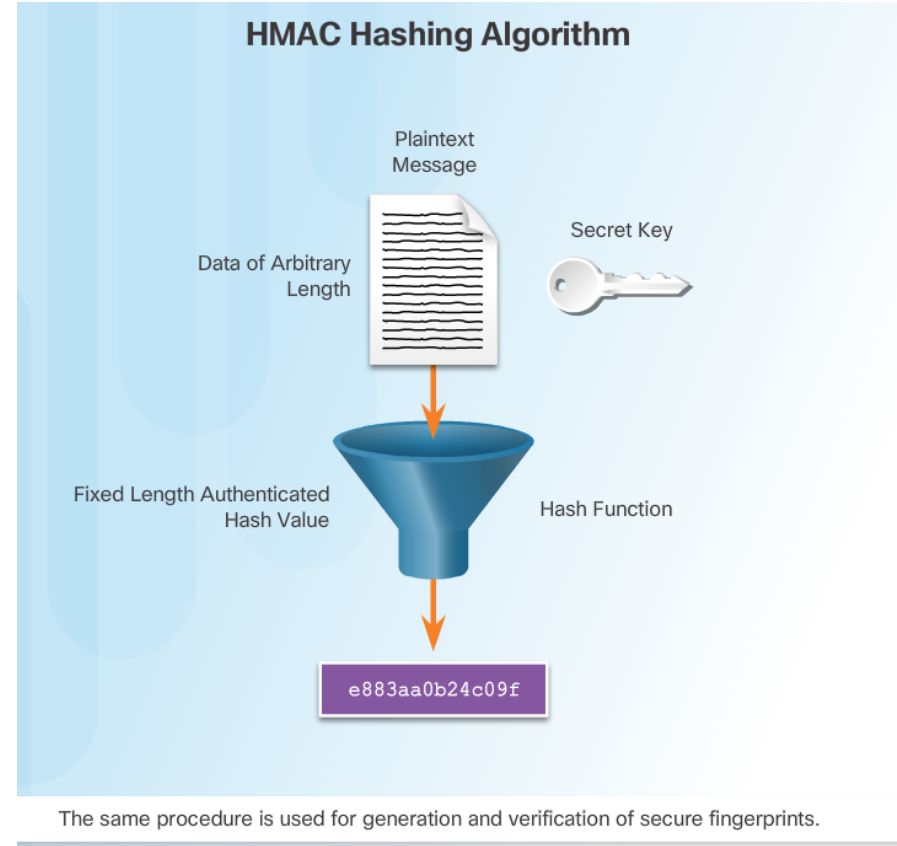 HMAC Hashing Algorithm
Plaintext
Message
Secret Key
Data of Arbitrary
Length
Fixed Length Authenticated
Hash Value
Hash Function
e883aa0b24c09f
The same procedure is used for generation and verification of secure fingerprints.